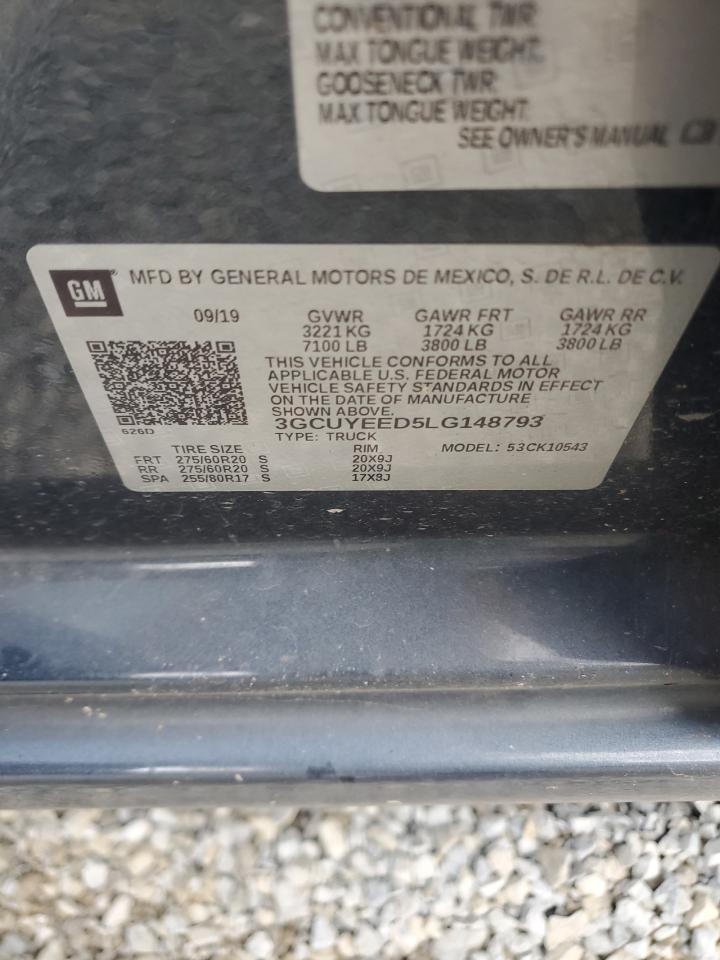 CONVENTIONAL TWR:
MAX TONGUE WEIGHT:
GOOSENECK TWR:
MAX TONGUE WEIGHT:
SEE OWNER'S MANUAL
GM MFD BY GENERAL MOTORS DE MEXICO, S. DE R.L. DE C.V.
09/19 GVWR GAWR FRT GAWR RR
3221 KG 1724 KG 1724 KG
7100 LB 3800 LB 3800 LB
THIS VEHICLE CONFORMS TO ALL
APPLICABLE U.S. FEDERAL MOTOR
VEHICLE SAFETY STANDARDS IN EFFECT
ON THE DATE OF MANUFACTURE
SHOWN ABOVE.
3GCUYEED5LG148793
626D
TYPE: TRUCK
TIRE SIZE RIM MODEL: 53CK10543
FRT 275/60R20 S 20X9J
RR 275/60R20 S 20X9J
SPA 255/80R17 S 17X8J